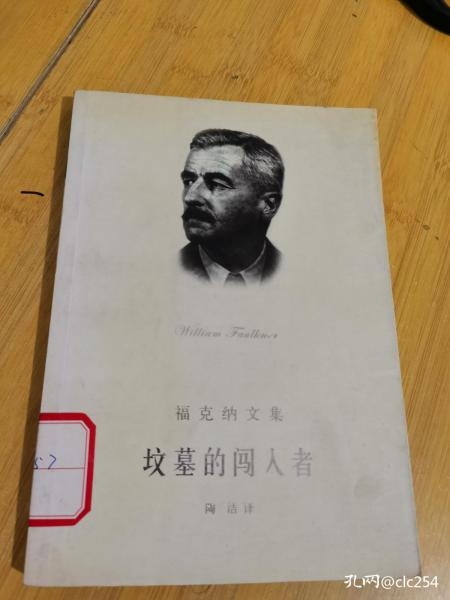 William Faulkner
福克纳文集
坟墓的闯入者
陶洁译
57
孔网@clc254